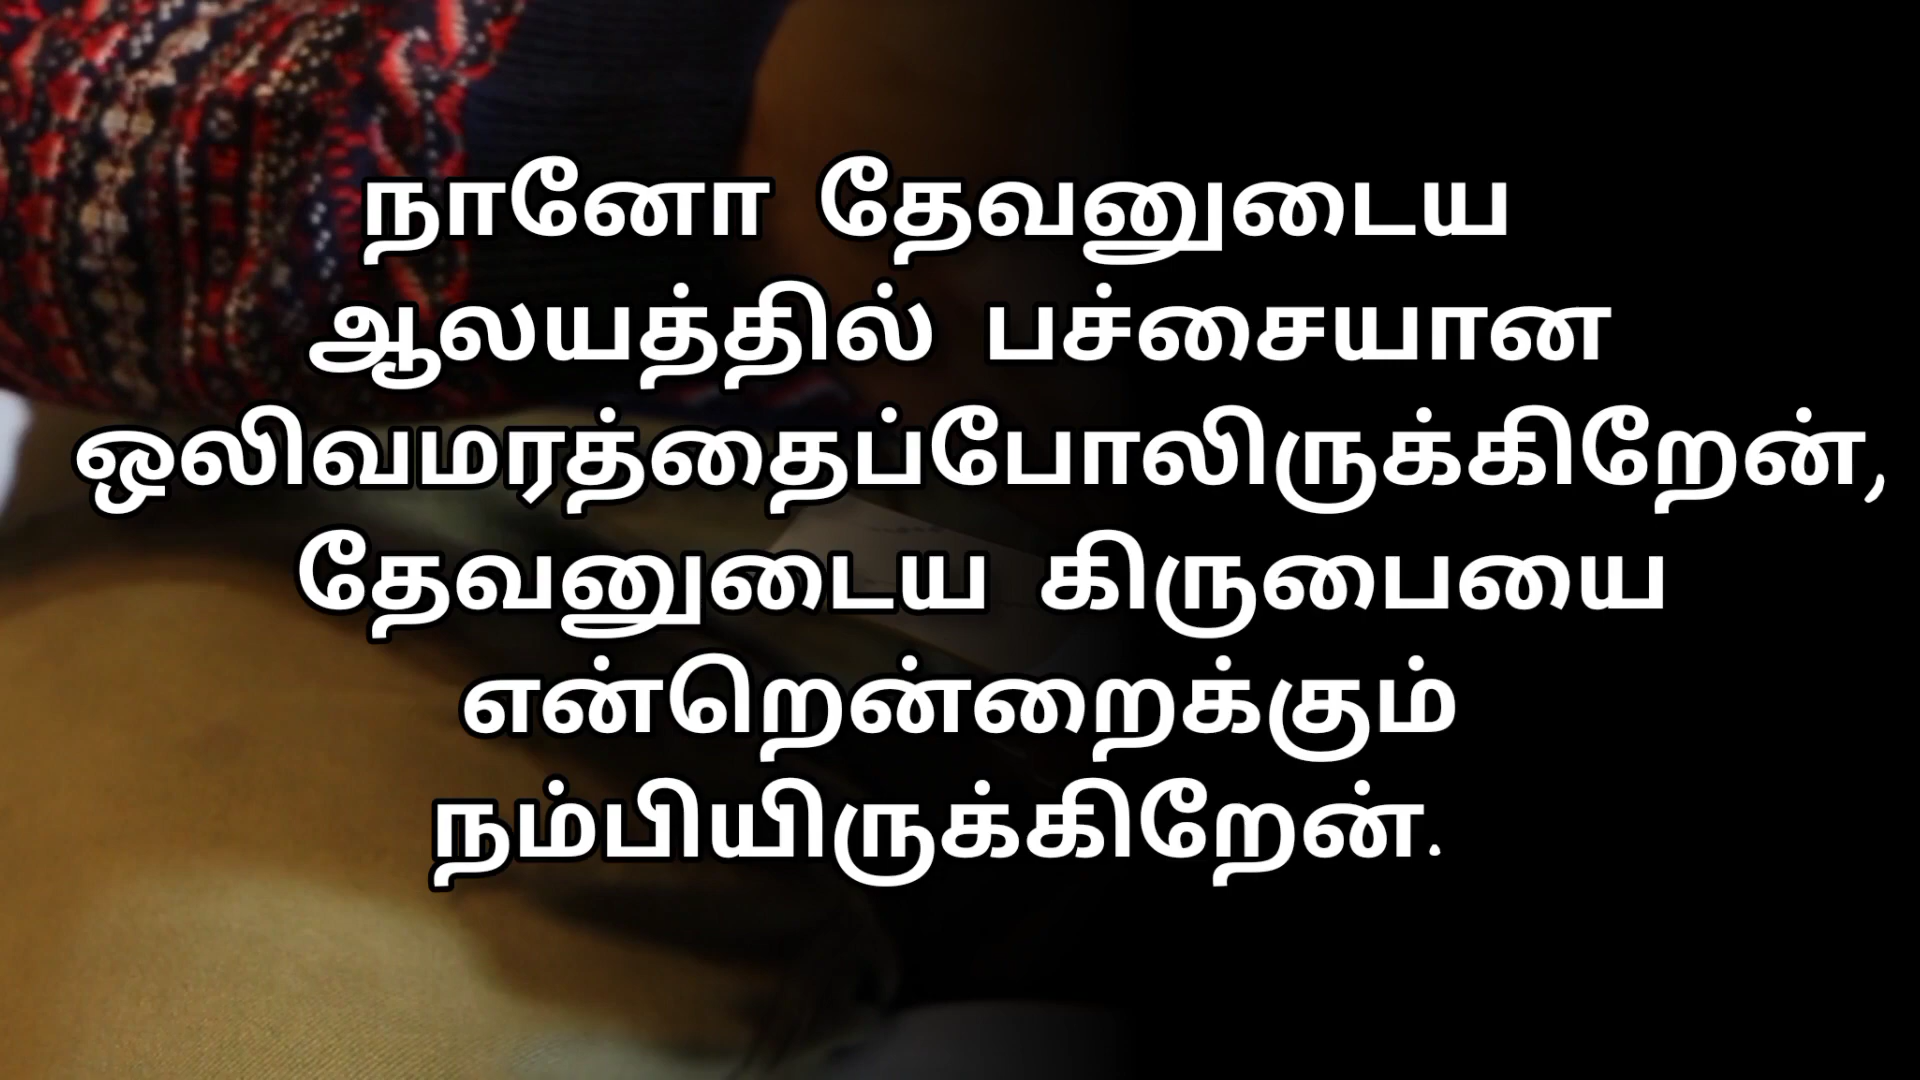 நானோ தேவனுடைய
ஆலயத்தில் பச்சையான
ஒலிவமரத்தைப்போலிருக்கிறேன்,
தேவனுடைய கிருபையை
என்றென்றைக்கும்
நம்பியிருக்கிறேன்.